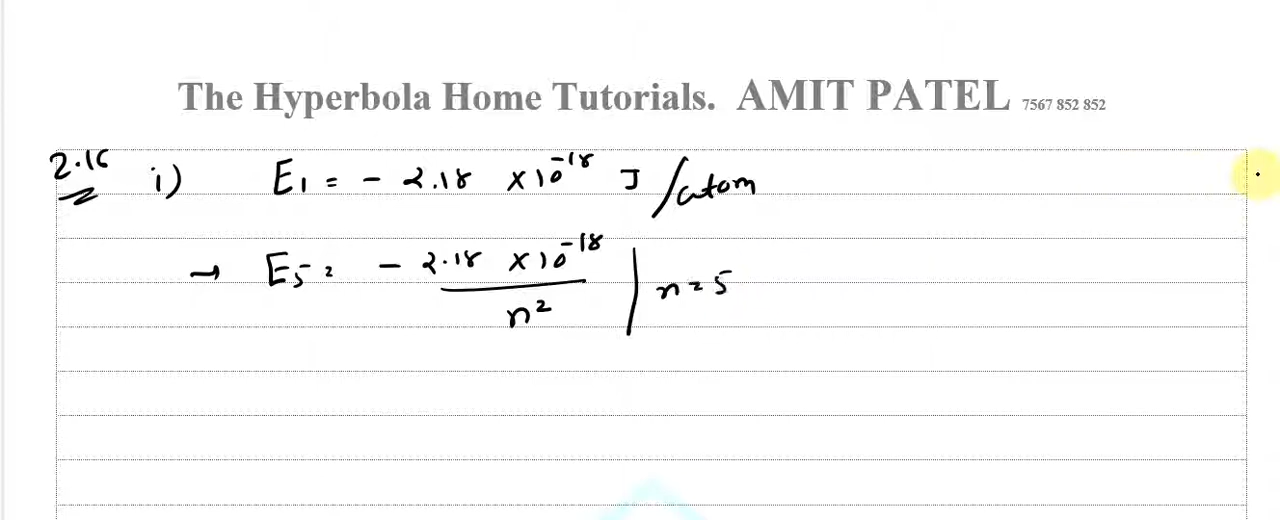 The Hyperbola Home Tutorials. AMIT PATEL 7567 852 852
2.16 i) E₁ = - 2.18 × 10⁻¹⁸ J / atom
→ E₅ = - 2.18 × 10⁻¹⁸ / n² | n = 5